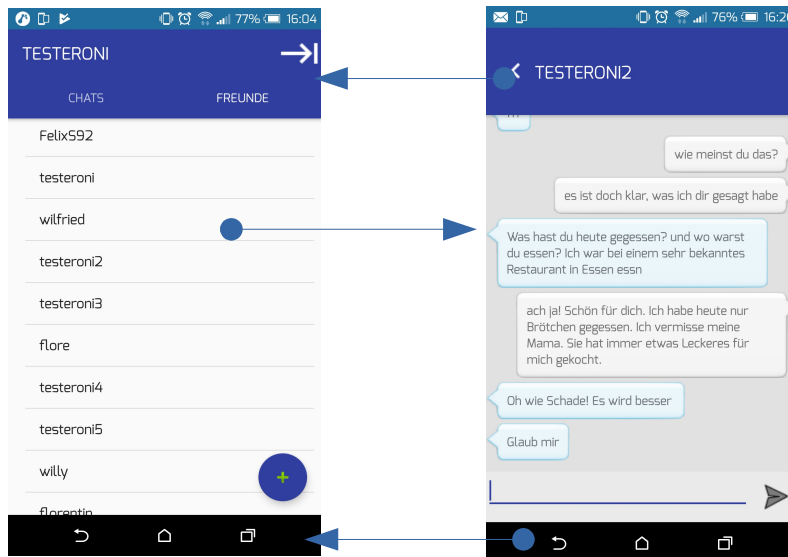 77% 16:04
TESTERONI
CHATS FREUNDE
FelixS92
testeroni
wilfried
testeroni2
testeroni3
flore
testeroni4
testeroni5
willy
florentin
76%
TESTERONI2
wie meinst du das?
es ist doch klar, was ich dir gesagt habe
Was hast du heute gegessen? und wo warst
du essen? Ich war bei einem sehr bekanntes
Restaurant in Essen essn
ach ja! Schön für dich. Ich habe heute nur
Brötchen gegessen. Ich vermisse meine
Mama. Sie hat immer etwas Leckeres für
mich gekocht.
Oh wie Schade! Es wird besser
Glaub mir